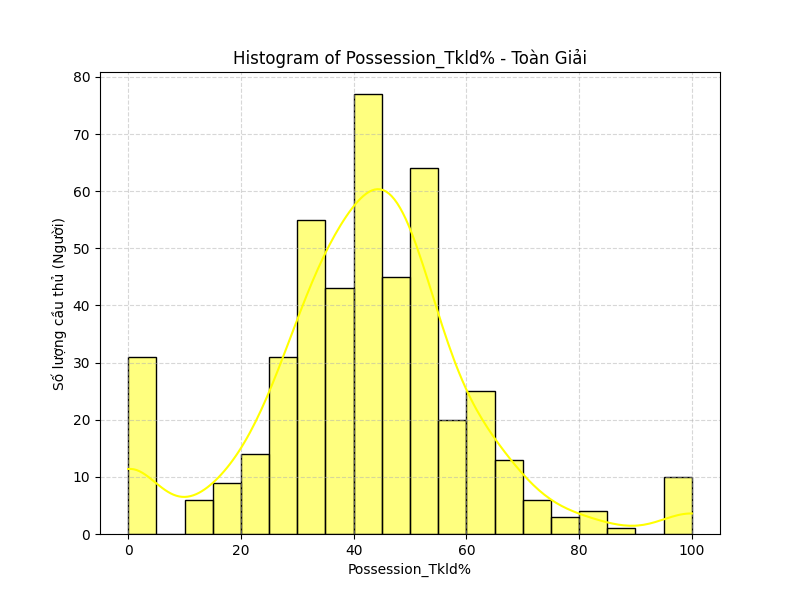 Histogram of Possession_Tkld% - Toàn Giải
Số lượng cầu thủ (Người)
80
70
60
50
40
30
20
10
0
0 20 40 60 80 100
Possession_Tkld%